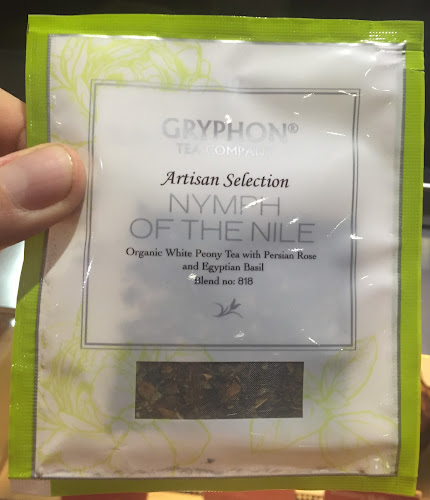 GRYPHON®
TEA COMPANY
Artisan Selection
NYMPH
OF THE NILE
Organic White Peony Tea with Persian Rose
and Egyptian Basil
Blend no: 818